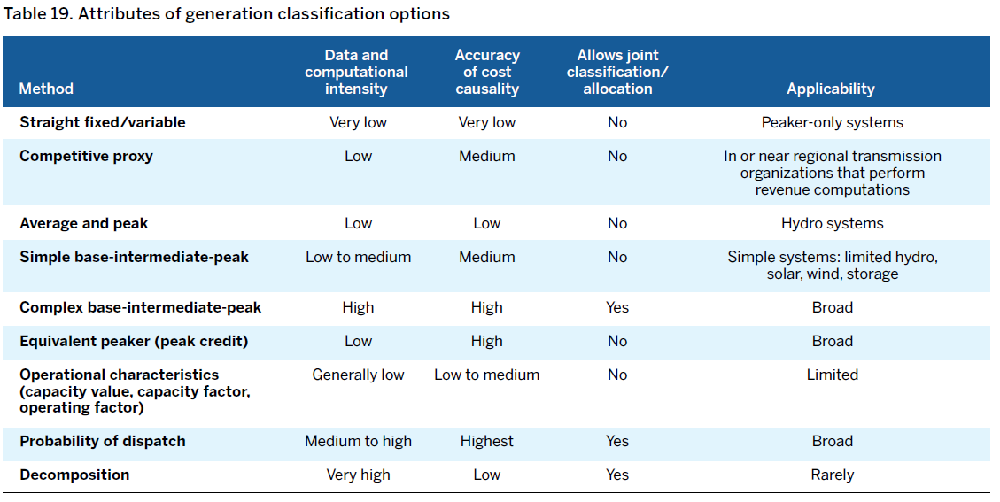 Table 19. Attributes of generation classification options
Method
Data and
computational
intensity
Accuracy
of cost
causality
Allows joint
classification/
allocation
Applicability
Straight fixed/variable Very low Very low No Peaker-only systems
Competitive proxy Low Medium No In or near regional transmission
organizations that perform
revenue computations
Average and peak Low Low No Hydro systems
Simple base-intermediate-peak Low to medium Medium No Simple systems: limited hydro,
solar, wind, storage
Complex base-intermediate-peak High High Yes Broad
Equivalent peaker (peak credit) Low High No Broad
Operational characteristics Generally low Low to medium No Limited
(capacity value, capacity factor,
operating factor)
Probability of dispatch Medium to high Highest Yes Broad
Decomposition Very high Low Yes Rarely